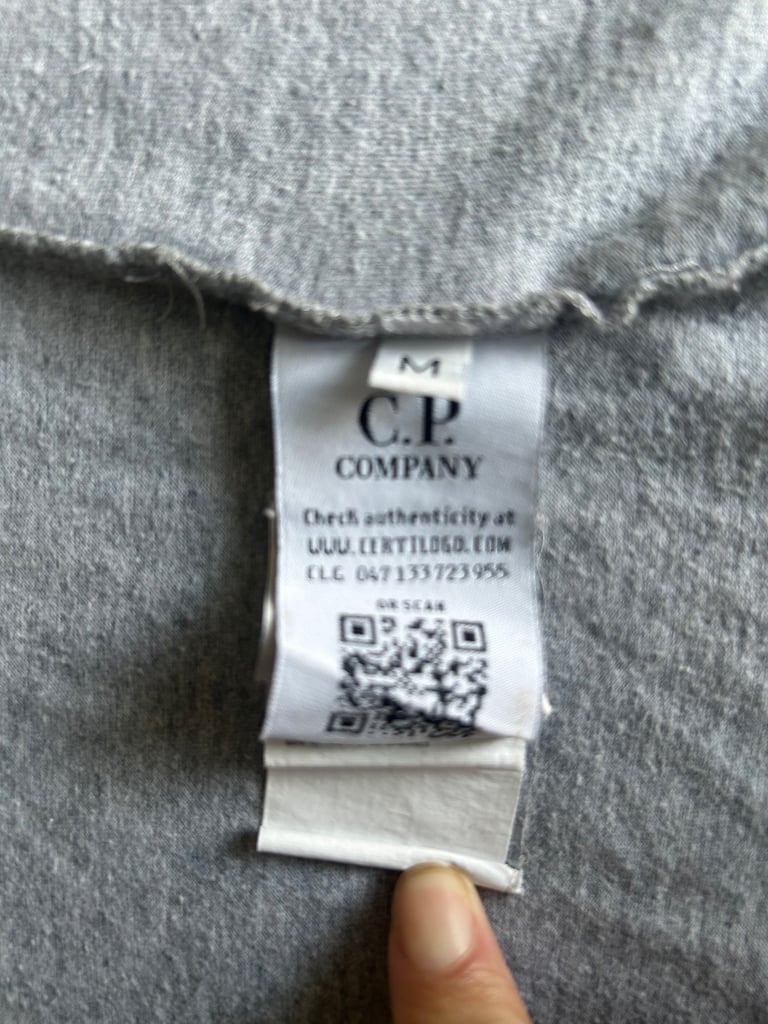 M
C.P.
COMPANY
Check authenticity at
WWW.CERTILOGO.COM
CLG 047133723955
OR SCAN